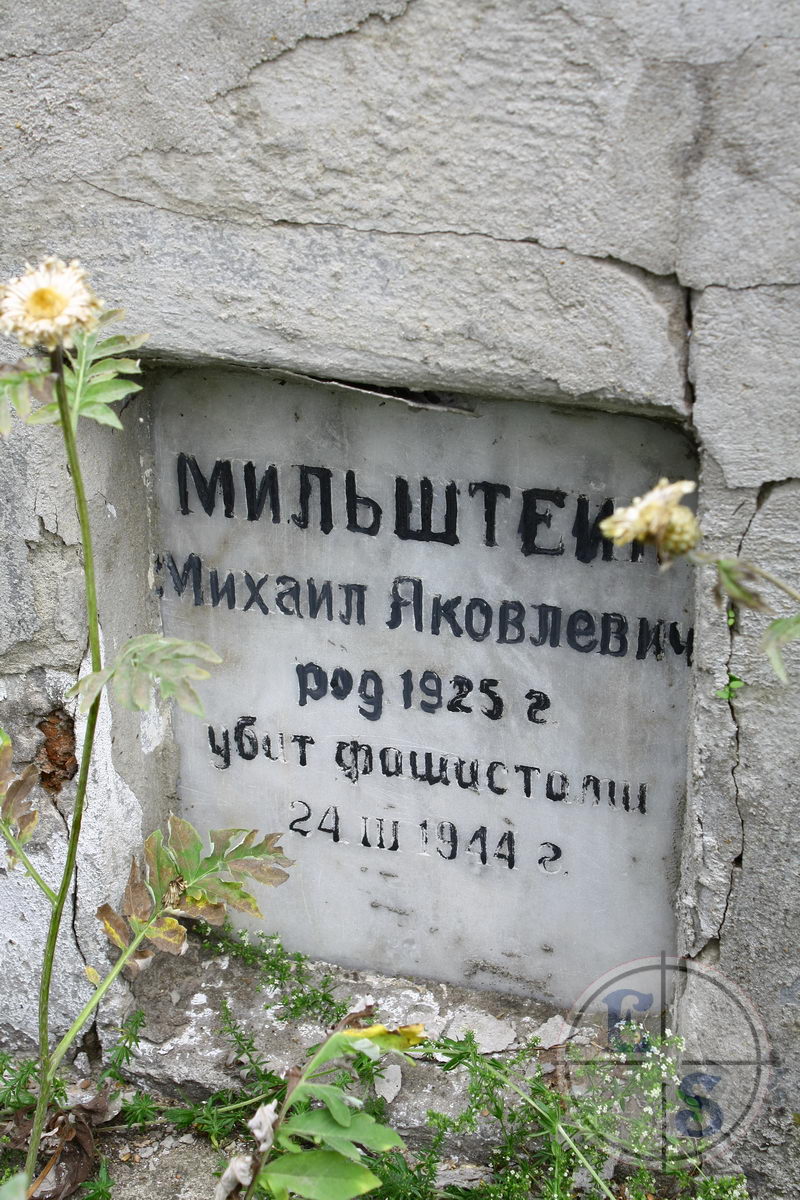 МИЛЬШТЕЙН
Михаил Яковлевич
род 1925 г
убит фашистами
24 III 1944 г.
E
S